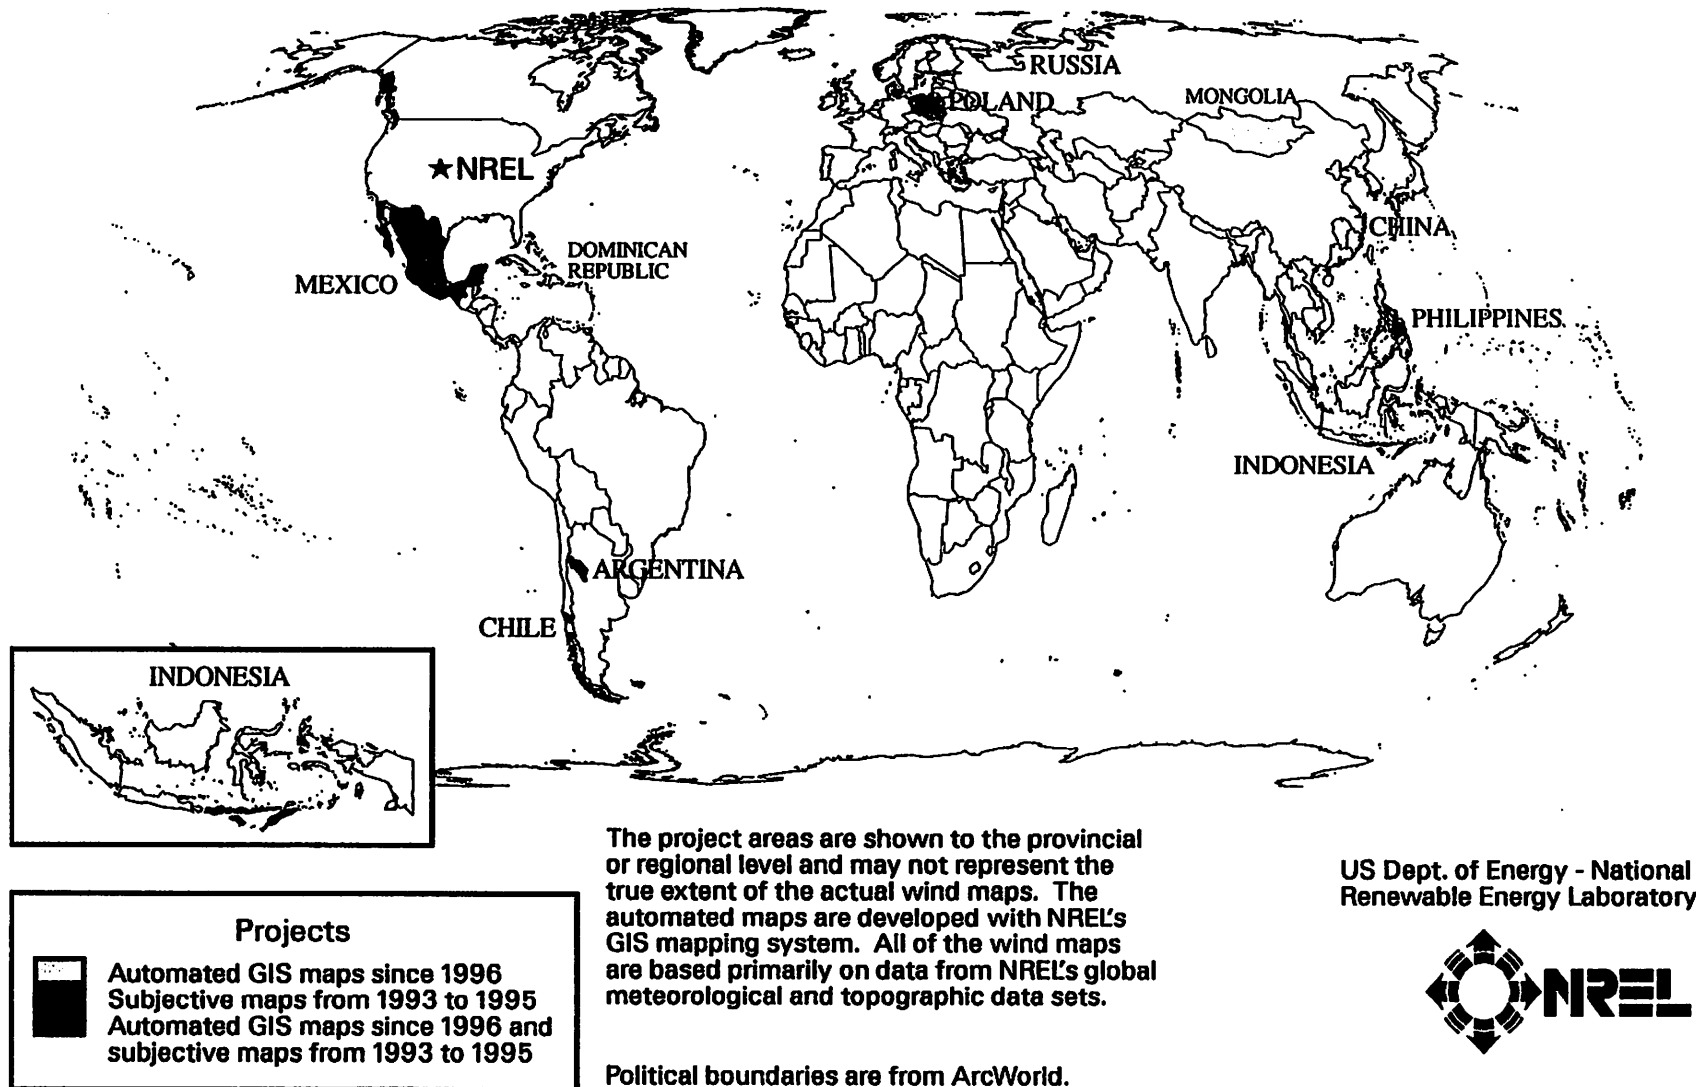 RUSSIA
POLAND
MONGOLIA
★NREL
CHINA
DOMINICAN
REPUBLIC
MEXICO
PHILIPPINES
INDONESIA
ARGENTINA
CHILE
INDONESIA
The project areas are shown to the provincial
or regional level and may not represent the
true extent of the actual wind maps. The
automated maps are developed with NREL's
GIS mapping system. All of the wind maps
are based primarily on data from NREL's global
meteorological and topographic data sets.
US Dept. of Energy - National
Renewable Energy Laboratory
Projects
Automated GIS maps since 1996
Subjective maps from 1993 to 1995
Automated GIS maps since 1996 and
subjective maps from 1993 to 1995
NREL
Political boundaries are from ArcWorld.